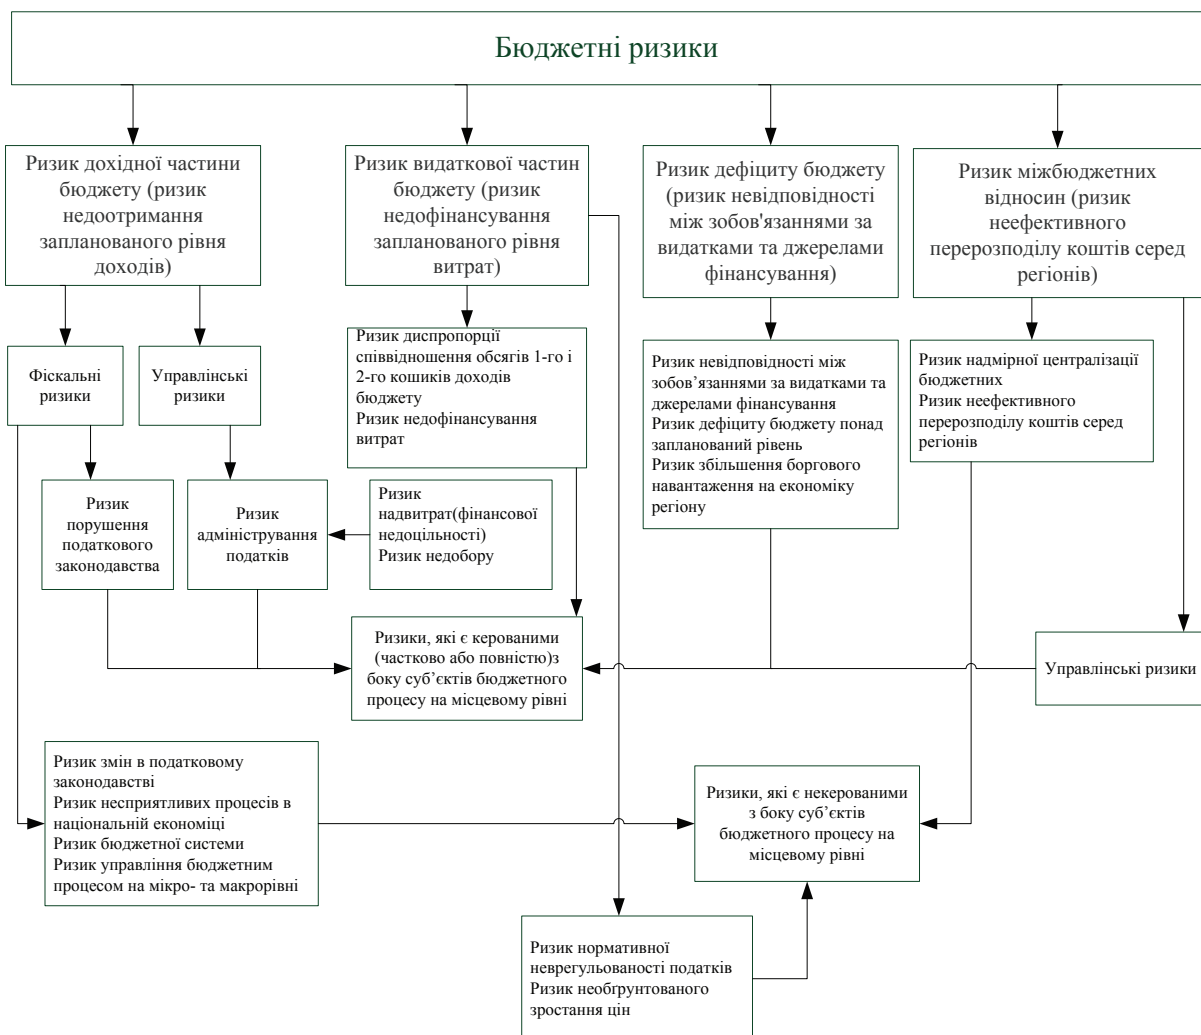 Бюджетні ризики
Ризик дохідної частини
бюджету (ризик
недоотримання
запланованого рівня
доходів)
Ризик видаткової частин
бюджету (ризик
недофінансування
запланованого рівня
витрат)
Ризик дефіциту бюджету
(ризик невідповідності
між зобов'язаннями за
видатками та джерелами
фінансування)
Ризик міжбюджетних
відносин (ризик
неефективного
перерозподілу коштів серед
регіонів)
Фіскальні
ризики
Управлінські
ризики
Ризик диспропорції
співвідношення обсягів 1-го і
2-го кошиків доходів
бюджету
Ризик недофінансування
витрат
Ризик невідповідності між
зобов’язаннями за видатками та
джерелами фінансування
Ризик дефіциту бюджету понад
запланований рівень
Ризик збільшення боргового
навантаження на економіку
регіону
Ризик надмірної централізації
бюджетних
Ризик неефективного
перерозподілу коштів серед
регіонів
Ризик
порушення
податкового
законодавства
Ризик
адміністрування
податків
Ризик
надвитрат(фінансової
недоцільності)
Ризик недобору
Ризики, які є керованими
(частково або повністю)з
боку суб’єктів бюджетного
процесу на місцевому рівні
Управлінські ризики
Ризик змін в податковому
законодавстві
Ризик несприятливих процесів в
національній економіці
Ризик бюджетної системи
Ризик управління бюджетним
процесом на мікро- та макрорівні
Ризики, які є некерованими
з боку суб’єктів
бюджетного процесу на
місцевому рівні
Ризик нормативної
неврегульованості податків
Ризик необґрунтованого
зростання цін